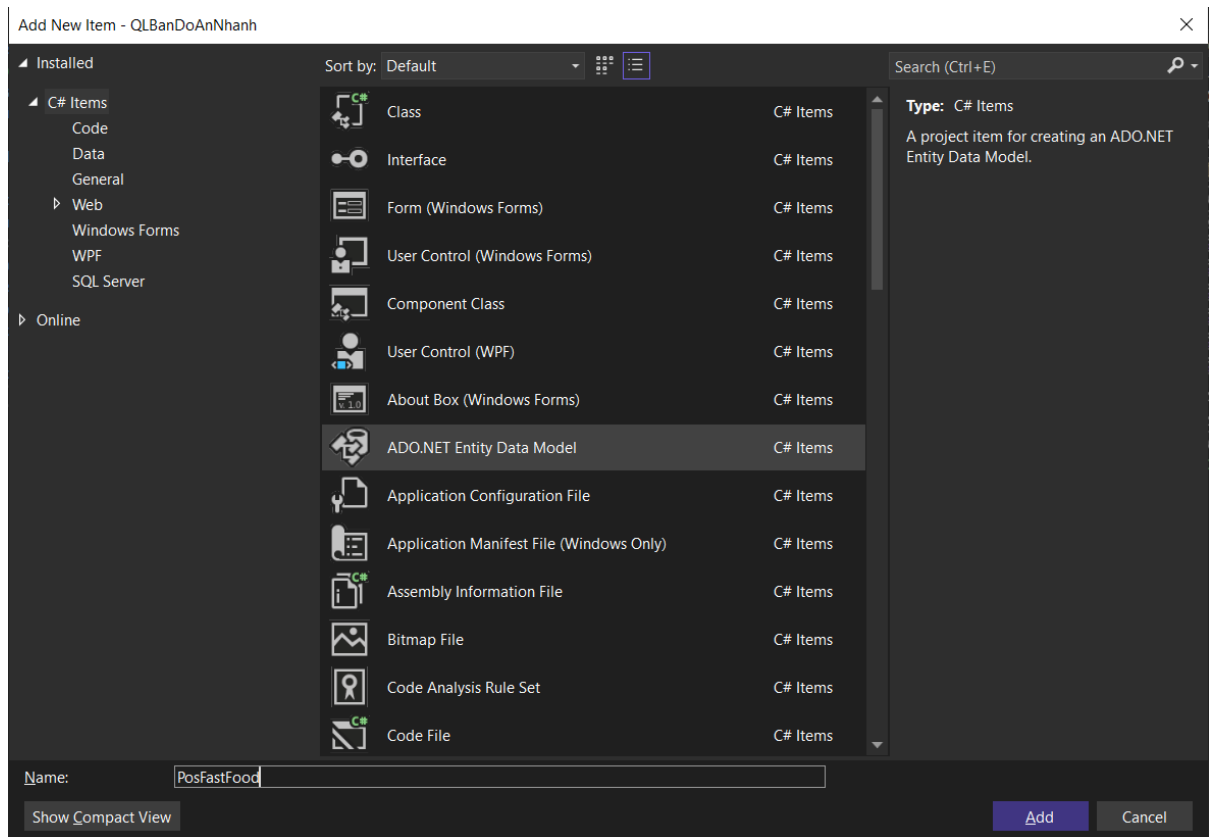 Add New Item - QLBanDoAnNhanh
Installed
Sort by: Default
Search (Ctrl+E)
C# Items
Code
Data
General
Web
Windows Forms
WPF
SQL Server
Online
Class C# Items
Interface C# Items
Form (Windows Forms) C# Items
User Control (Windows Forms) C# Items
Component Class C# Items
User Control (WPF) C# Items
About Box (Windows Forms) C# Items
ADO.NET Entity Data Model C# Items
Application Configuration File C# Items
Application Manifest File (Windows Only) C# Items
Assembly Information File C# Items
Bitmap File C# Items
Code Analysis Rule Set C# Items
Code File C# Items
Type: C# Items
A project item for creating an ADO.NET
Entity Data Model.
Name: PosFastFood
Show Compact View
Add Cancel